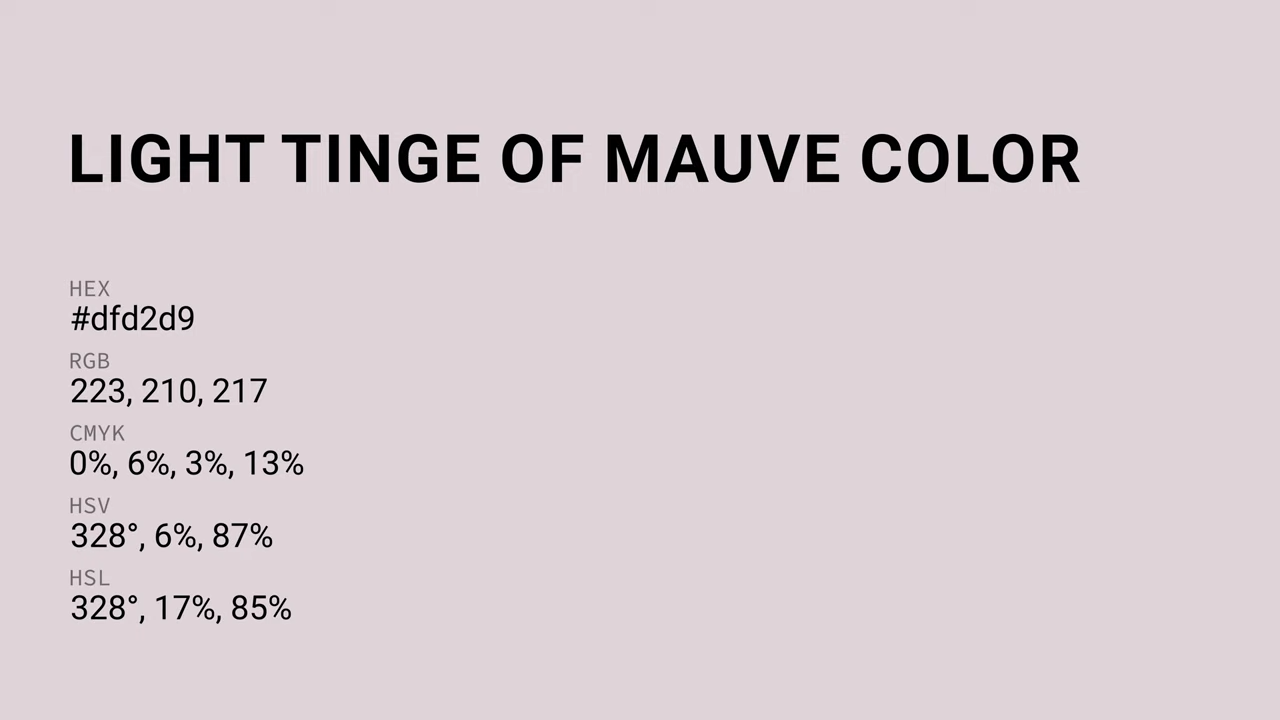 LIGHT TINGE OF MAUVE COLOR
HEX
#dfd2d9
RGB
223, 210, 217
CMYK
0%, 6%, 3%, 13%
HSV
328°, 6%, 87%
HSL
328°, 17%, 85%